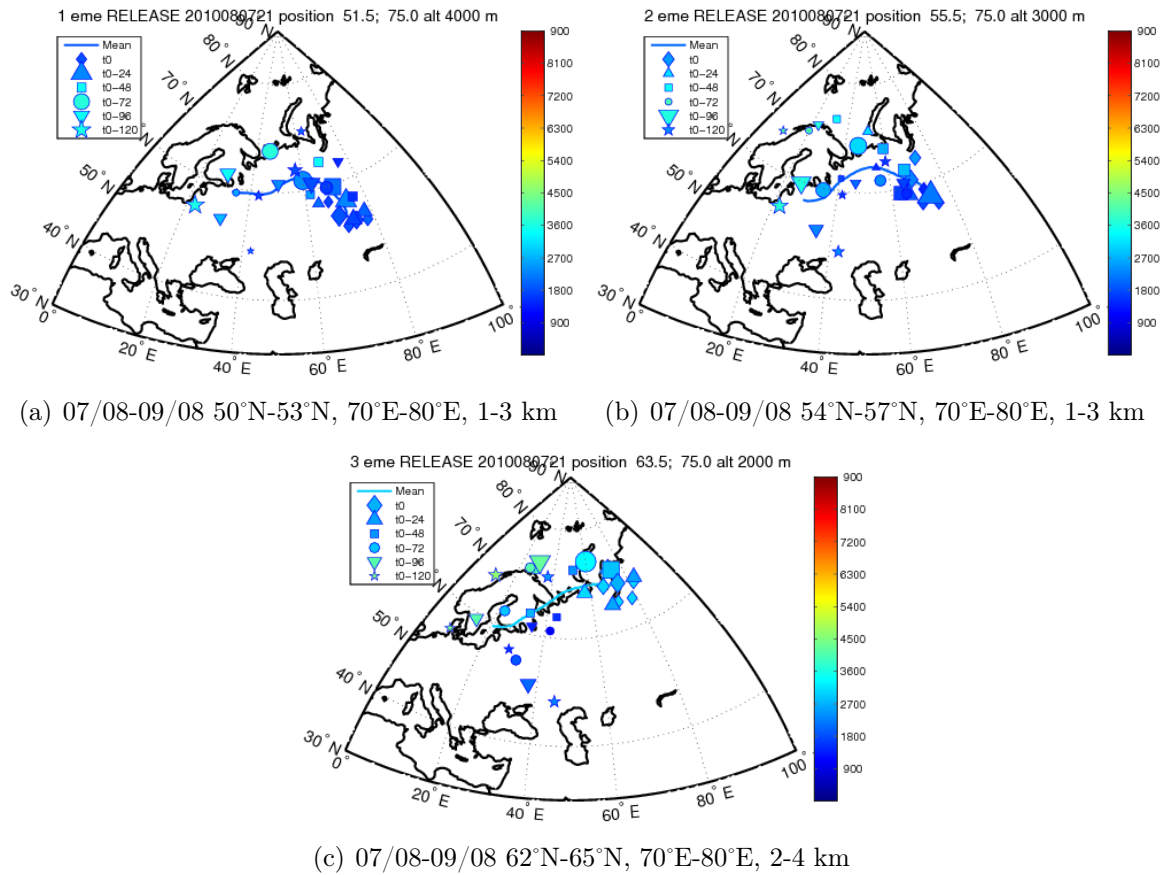 1 eme RELEASE 2010080721 position 51.5; 75.0 alt 4000 m
Mean
t0
t0-24
t0-48
t0-72
t0-96
t0-120
90° N
80° N
70° N
50° N
40° N
30° N
0°
20° E
40° E
60° E
80° E
100°
900
8100
7200
6300
5400
4500
3600
2700
1800
900
2 eme RELEASE 2010080721 position 55.5; 75.0 alt 3000 m
Mean
t0
t0-24
t0-48
t0-72
t0-96
t0-120
90° N
80° N
70° N
50° N
40° N
30° N
0°
20° E
40° E
60° E
80° E
100°
900
8100
7200
6300
5400
4500
3600
2700
1800
900
(a) 07/08-09/08 50°N-53°N, 70°E-80°E, 1-3 km
(b) 07/08-09/08 54°N-57°N, 70°E-80°E, 1-3 km
3 eme RELEASE 2010080721 position 63.5; 75.0 alt 2000 m
Mean
t0
t0-24
t0-48
t0-72
t0-96
t0-120
90° N
80° N
70° N
50° N
40° N
30° N
0°
20° E
40° E
60° E
80° E
100°
900
8100
7200
6300
5400
4500
3600
2700
1800
900
(c) 07/08-09/08 62°N-65°N, 70°E-80°E, 2-4 km